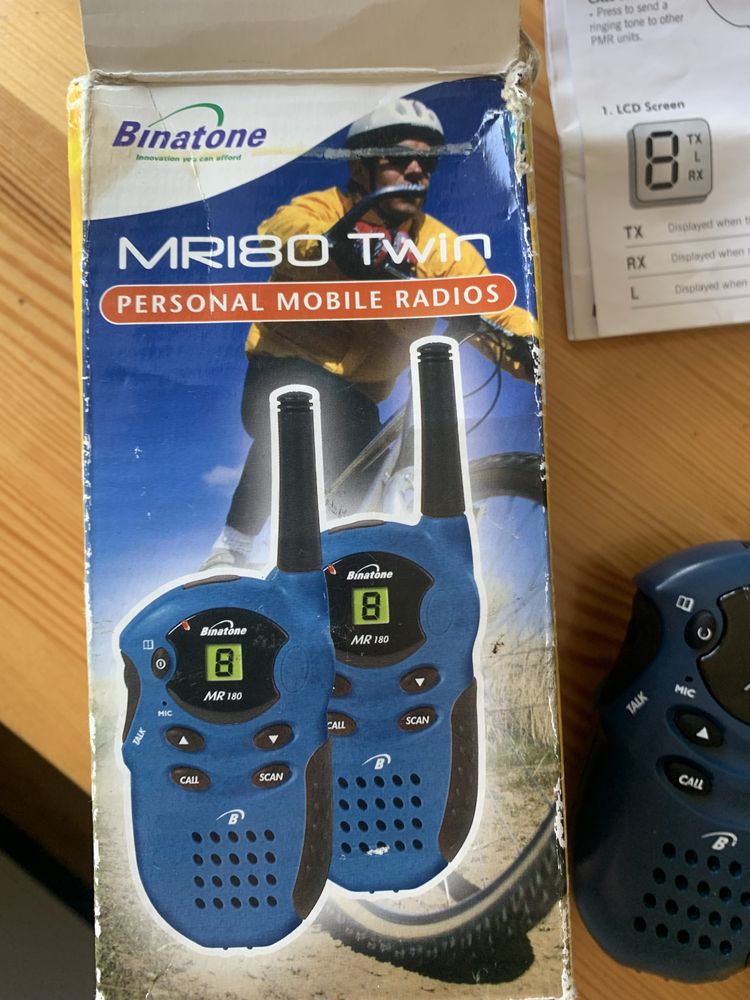 Binatone
Innovation you can afford
MR180 Twin
PERSONAL MOBILE RADIOS
Binatone
8
MR 180
MIC
TALK
CALL
SCAN
B
Binatone
8
MR 180
CALL
SCAN
B
- Press to send a
ringing tone to other
PMR units.
1. LCD Screen
8
TX
L
RX
TX Displayed when
RX Displayed when
L Displayed when
TALK
MIC
CALL
B